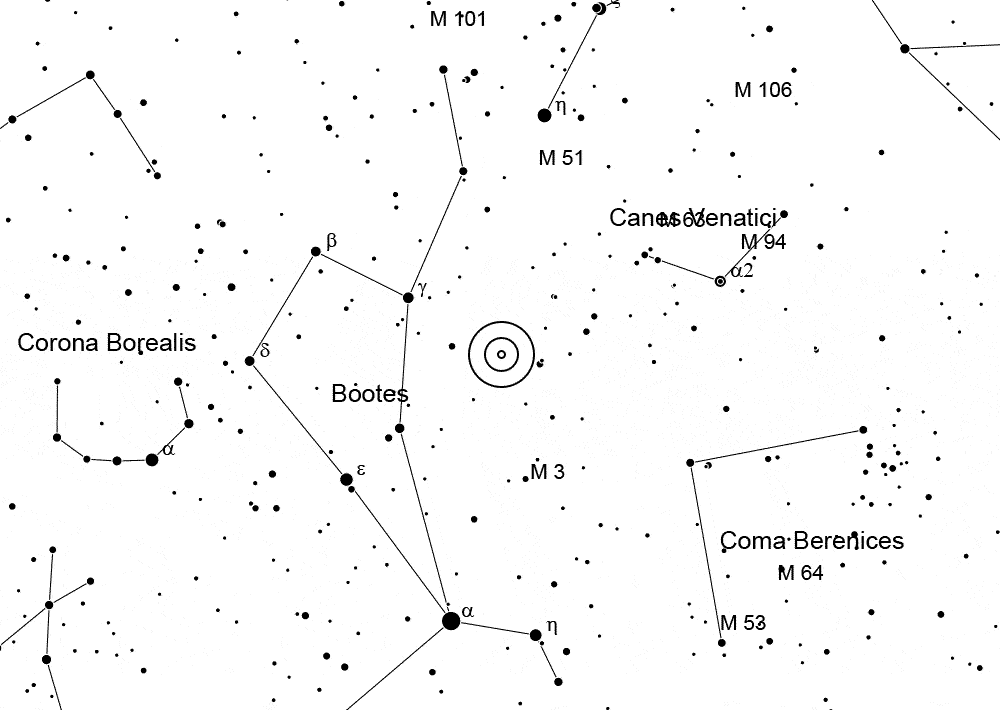 M 101
ζ
η
M 106
M 51
Canes Venatici
M 63
M 94
α2
β
γ
Corona Borealis
δ
Bootes
α
ε
M 3
Coma Berenices
M 64
α
η
M 53